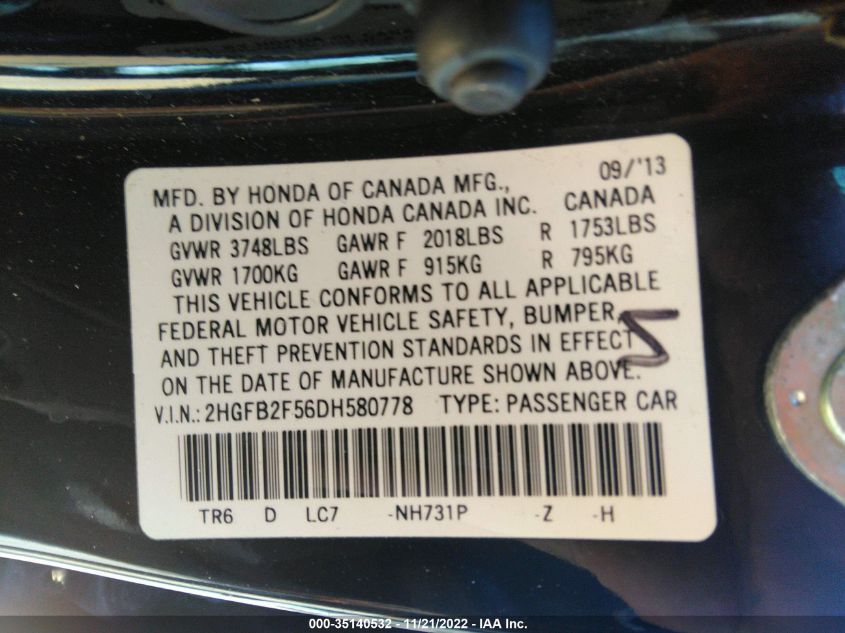 09/'13
MFD. BY HONDA OF CANADA MFG.,
A DIVISION OF HONDA CANADA INC. CANADA
GVWR 3748LBS GAWR F 2018LBS R 1753LBS
GVWR 1700KG GAWR F 915KG R 795KG
THIS VEHICLE CONFORMS TO ALL APPLICABLE
FEDERAL MOTOR VEHICLE SAFETY, BUMPER,
AND THEFT PREVENTION STANDARDS IN EFFECT
ON THE DATE OF MANUFACTURE SHOWN ABOVE.
5
V.I.N.: 2HGFB2F56DH580778 TYPE: PASSENGER CAR
TR6 D LC7 -NH731P -Z -H
000-35140532 - 11/21/2022 - IAA Inc.